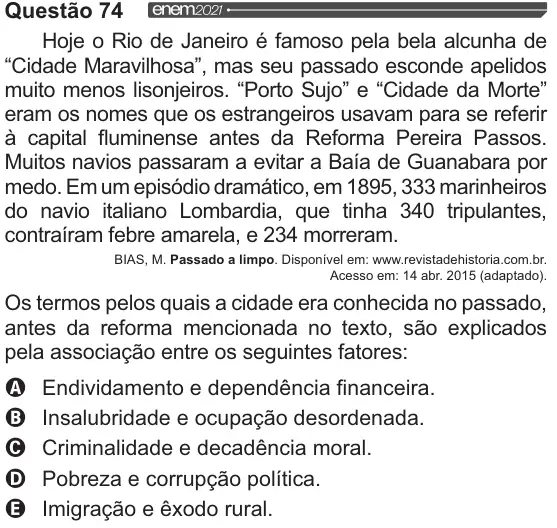 Questão 74 enem2021
Hoje o Rio de Janeiro é famoso pela bela alcunha de
“Cidade Maravilhosa”, mas seu passado esconde apelidos
muito menos lisonjeiros. “Porto Sujo” e “Cidade da Morte”
eram os nomes que os estrangeiros usavam para se referir
à capital fluminense antes da Reforma Pereira Passos.
Muitos navios passaram a evitar a Baía de Guanabara por
medo. Em um episódio dramático, em 1895, 333 marinheiros
do navio italiano Lombardia, que tinha 340 tripulantes,
contraíram febre amarela, e 234 morreram.
BIAS, M. Passado a limpo. Disponível em: www.revistadehistoria.com.br.
Acesso em: 14 abr. 2015 (adaptado).
Os termos pelos quais a cidade era conhecida no passado,
antes da reforma mencionada no texto, são explicados
pela associação entre os seguintes fatores:
A Endividamento e dependência financeira.
B Insalubridade e ocupação desordenada.
C Criminalidade e decadência moral.
D Pobreza e corrupção política.
E Imigração e êxodo rural.